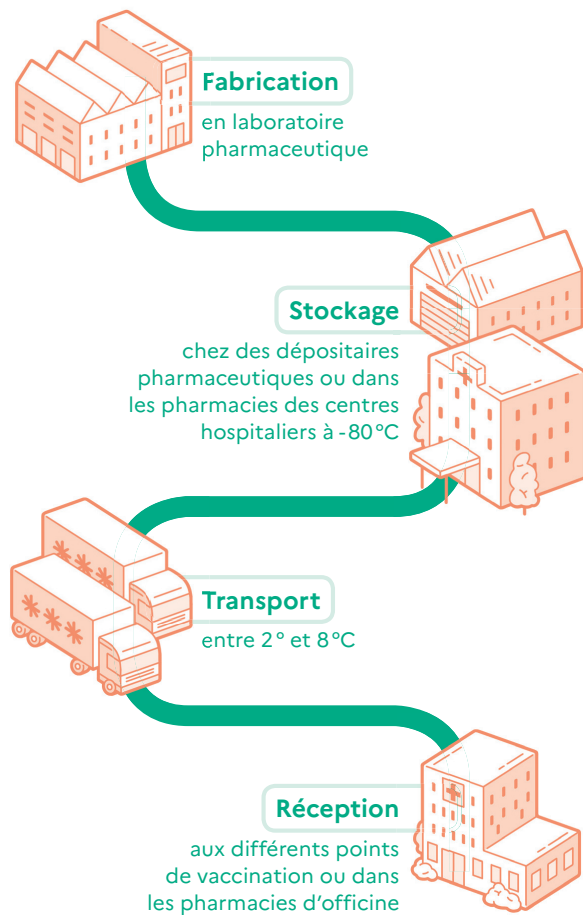 Fabrication
en laboratoire
pharmaceutique
Stockage
chez des dépositaires
pharmaceutiques ou dans
les pharmacies des centres
hospitaliers à -80°C
Transport
entre 2° et 8°C
Réception
aux différents points
de vaccination ou dans
les pharmacies d’officine